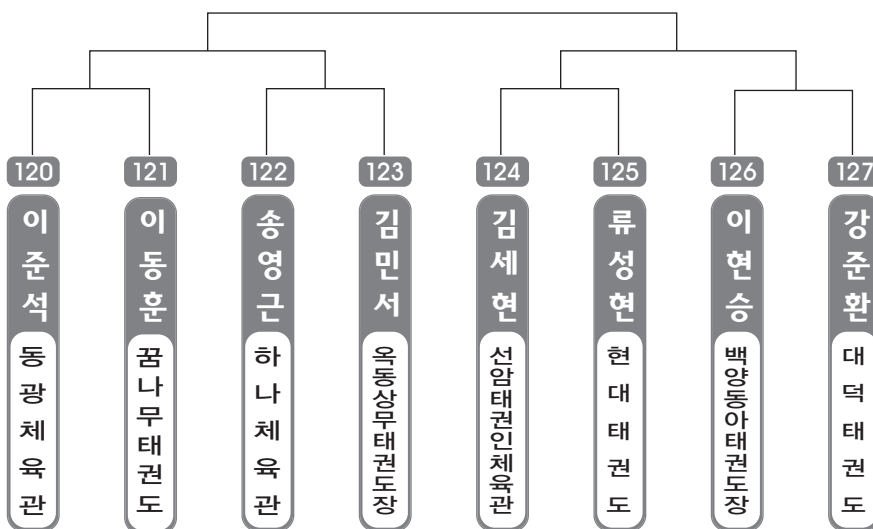 120
121
122
123
124
125
126
127
이준석
이동훈
송영근
김민서
김세현
류성현
이현승
강준환
동광체육관
꿈나무태권도
하나체육관
옥동상무태권도장
선암태권인체육관
현대태권도
백양동아태권도장
대덕태권도